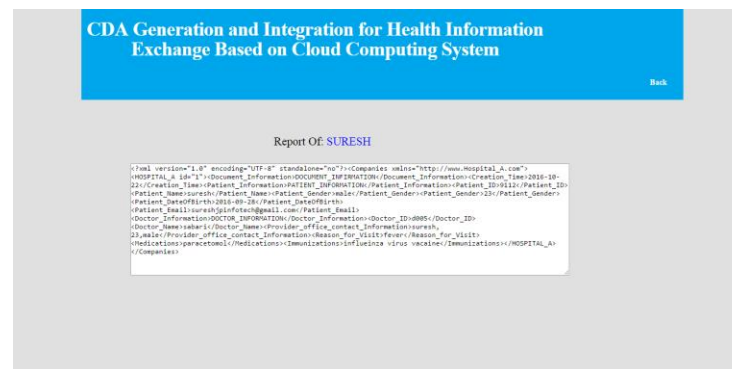 CDA Generation and Integration for Health Information
Exchange Based on Cloud Computing System
Back
Report Of: SURESH
<?xml version="1.0" encoding="UTF-8" standalone="no"?><Companies xmlns="http://www.Hospital_A.com">
<HOSPITAL_A id="1"><Document_Information>DOCUMENT_INFIRMATION</Document_Information><Creation_Time>2016-10-
22</Creation_Time><Patient_Information>PATIENT_INFORMATION</Patient_Information><Patient_ID>9112</Patient_ID>
<Patient_Name>suresh</Patient_Name><Patient_Gender>male</Patient_Gender><Patient_Gender>23</Patient_Gender>
<Patient_DateOfBirth>2016-09-28</Patient_DateOfBirth>
<Patient_Email>sureshjpinfotech@gmail.com</Patient_Email>
<Doctor_Information>DOCTOR_INFORMATION</Doctor_Information><Doctor_ID>d005</Doctor_ID>
<Doctor_Name>sabari</Doctor_Name><Provider_office_contact_Information>suresh,
23,male</Provider_office_contact_Information><Reason_for_Visit>fever</Reason_for_Visit>
<Medications>paracetomol</Medications><Immunizations>influeinza virus vacaine</Immunizations></HOSPITAL_A>
</Companies>